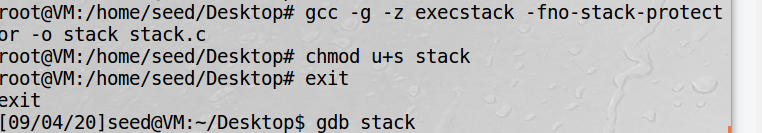 root@VM:/home/seed/Desktop# gcc -g -z execstack -fno-stack-protect
or -o stack stack.c
root@VM:/home/seed/Desktop# chmod u+s stack
root@VM:/home/seed/Desktop# exit
exit
[09/04/20]seed@VM:~/Desktop$ gdb stack